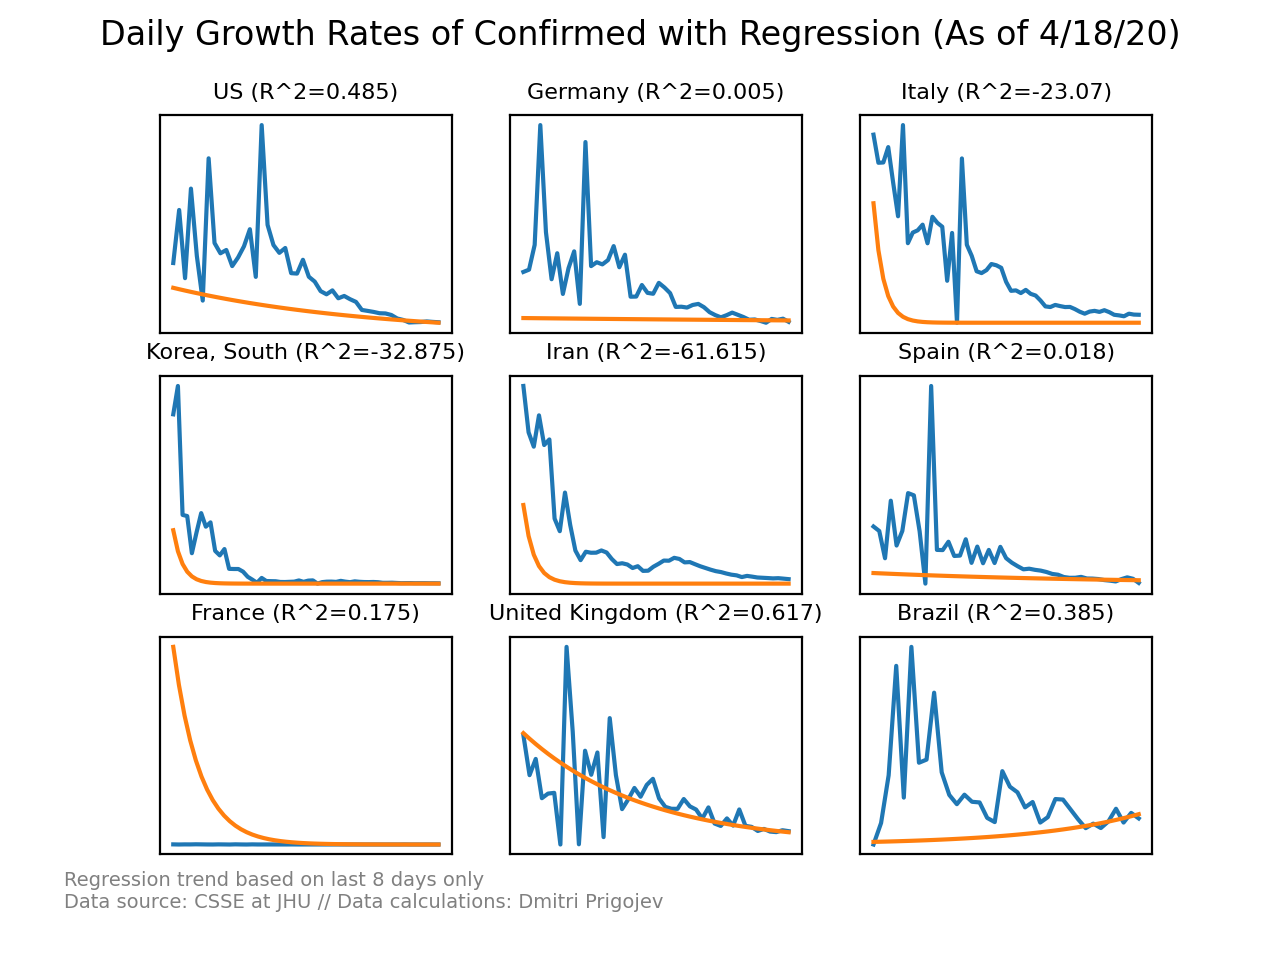 Daily Growth Rates of Confirmed with Regression (As of 4/18/20)
US (R^2=0.485)
Germany (R^2=0.005)
Italy (R^2=-23.07)
Korea, South (R^2=-32.875)
Iran (R^2=-61.615)
Spain (R^2=0.018)
France (R^2=0.175)
United Kingdom (R^2=0.617)
Brazil (R^2=0.385)
Regression trend based on last 8 days only
Data source: CSSE at JHU // Data calculations: Dmitri Prigojev